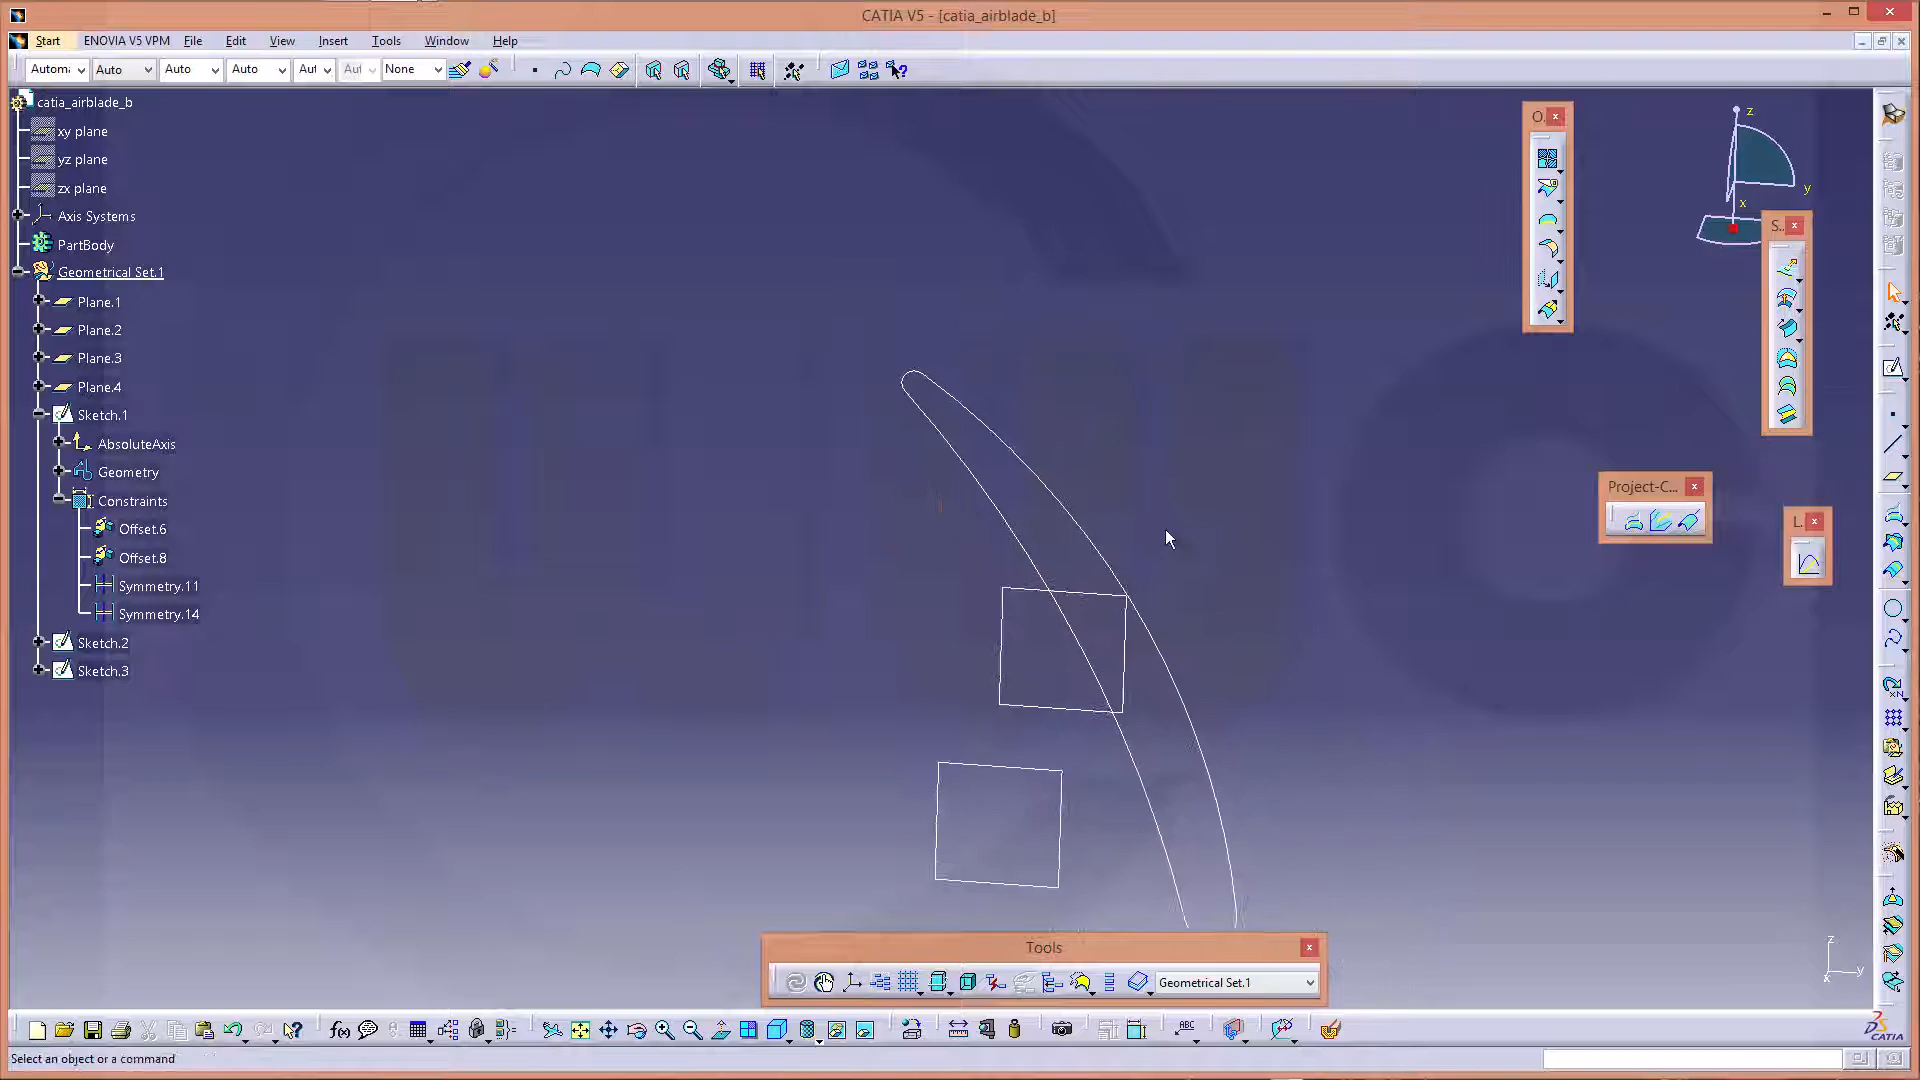 CATIA V5 - [catia_airblade_b]
Start ENOVIA V5 VPM File Edit View Insert Tools Window Help
Autom Auto Auto Auto Aut Aut None
catia_airblade_b
xy plane
yz plane
zx plane
Axis Systems
PartBody
Geometrical Set.1
Plane.1
Plane.2
Plane.3
Plane.4
Sketch.1
AbsoluteAxis
Geometry
Constraints
Offset.6
Offset.8
Symmetry.11
Symmetry.14
Sketch.2
Sketch.3
O..
z
y
x
S..
Project-C...
L.
z
y
x
Tools
Geometrical Set.1
f(x)
ABC
CATIA
Select an object or a command